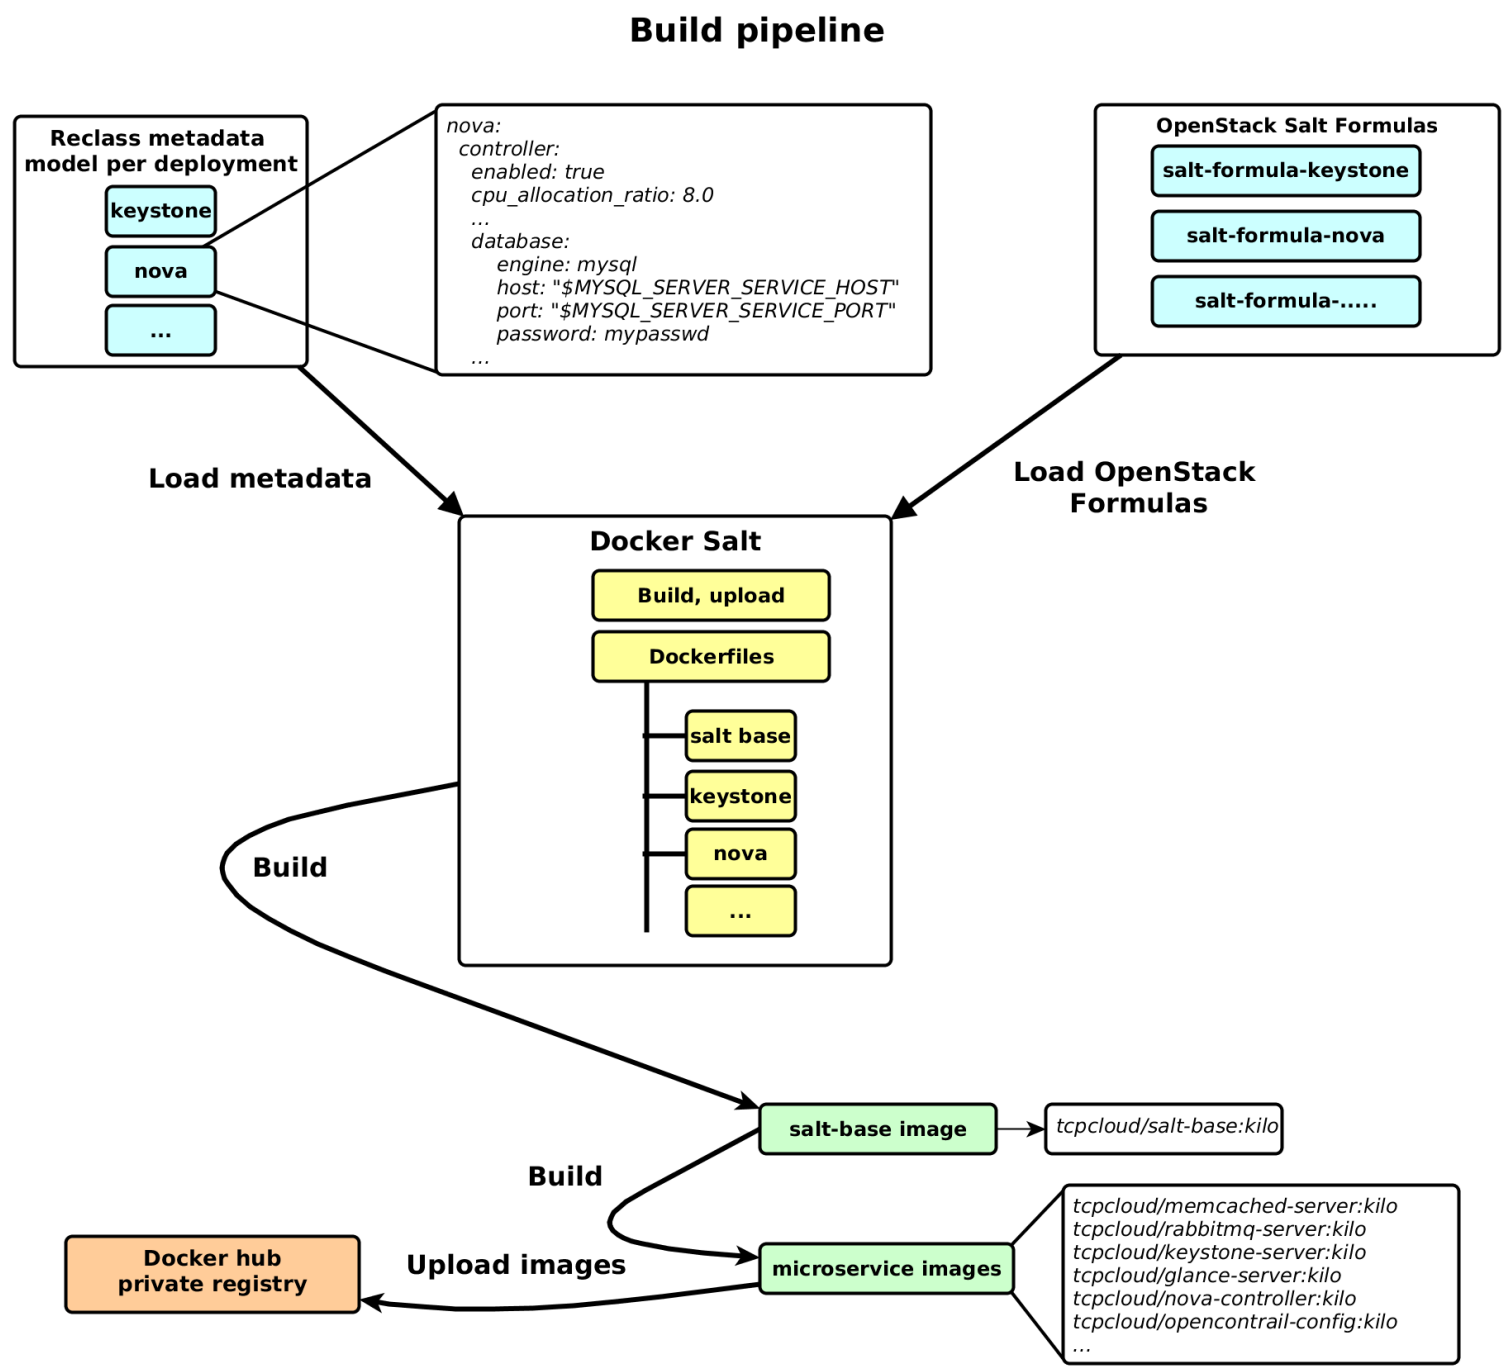 Build pipeline
Reclass metadata
model per deployment
keystone
nova
...
nova:
controller:
enabled: true
cpu_allocation_ratio: 8.0
...
database:
engine: mysql
host: "$MYSQL_SERVER_SERVICE_HOST"
port: "$MYSQL_SERVER_SERVICE_PORT"
password: mypasswd
...
OpenStack Salt Formulas
salt-formula-keystone
salt-formula-nova
salt-formula-.....
Load metadata
Load OpenStack
Formulas
Docker Salt
Build, upload
Dockerfiles
salt base
keystone
nova
...
Build
salt-base image
tcpcloud/salt-base:kilo
Build
microservice images
tcpcloud/memcached-server:kilo
tcpcloud/rabbitmq-server:kilo
tcpcloud/keystone-server:kilo
tcpcloud/glance-server:kilo
tcpcloud/nova-controller:kilo
tcpcloud/opencontrail-config:kilo
...
Upload images
Docker hub
private registry